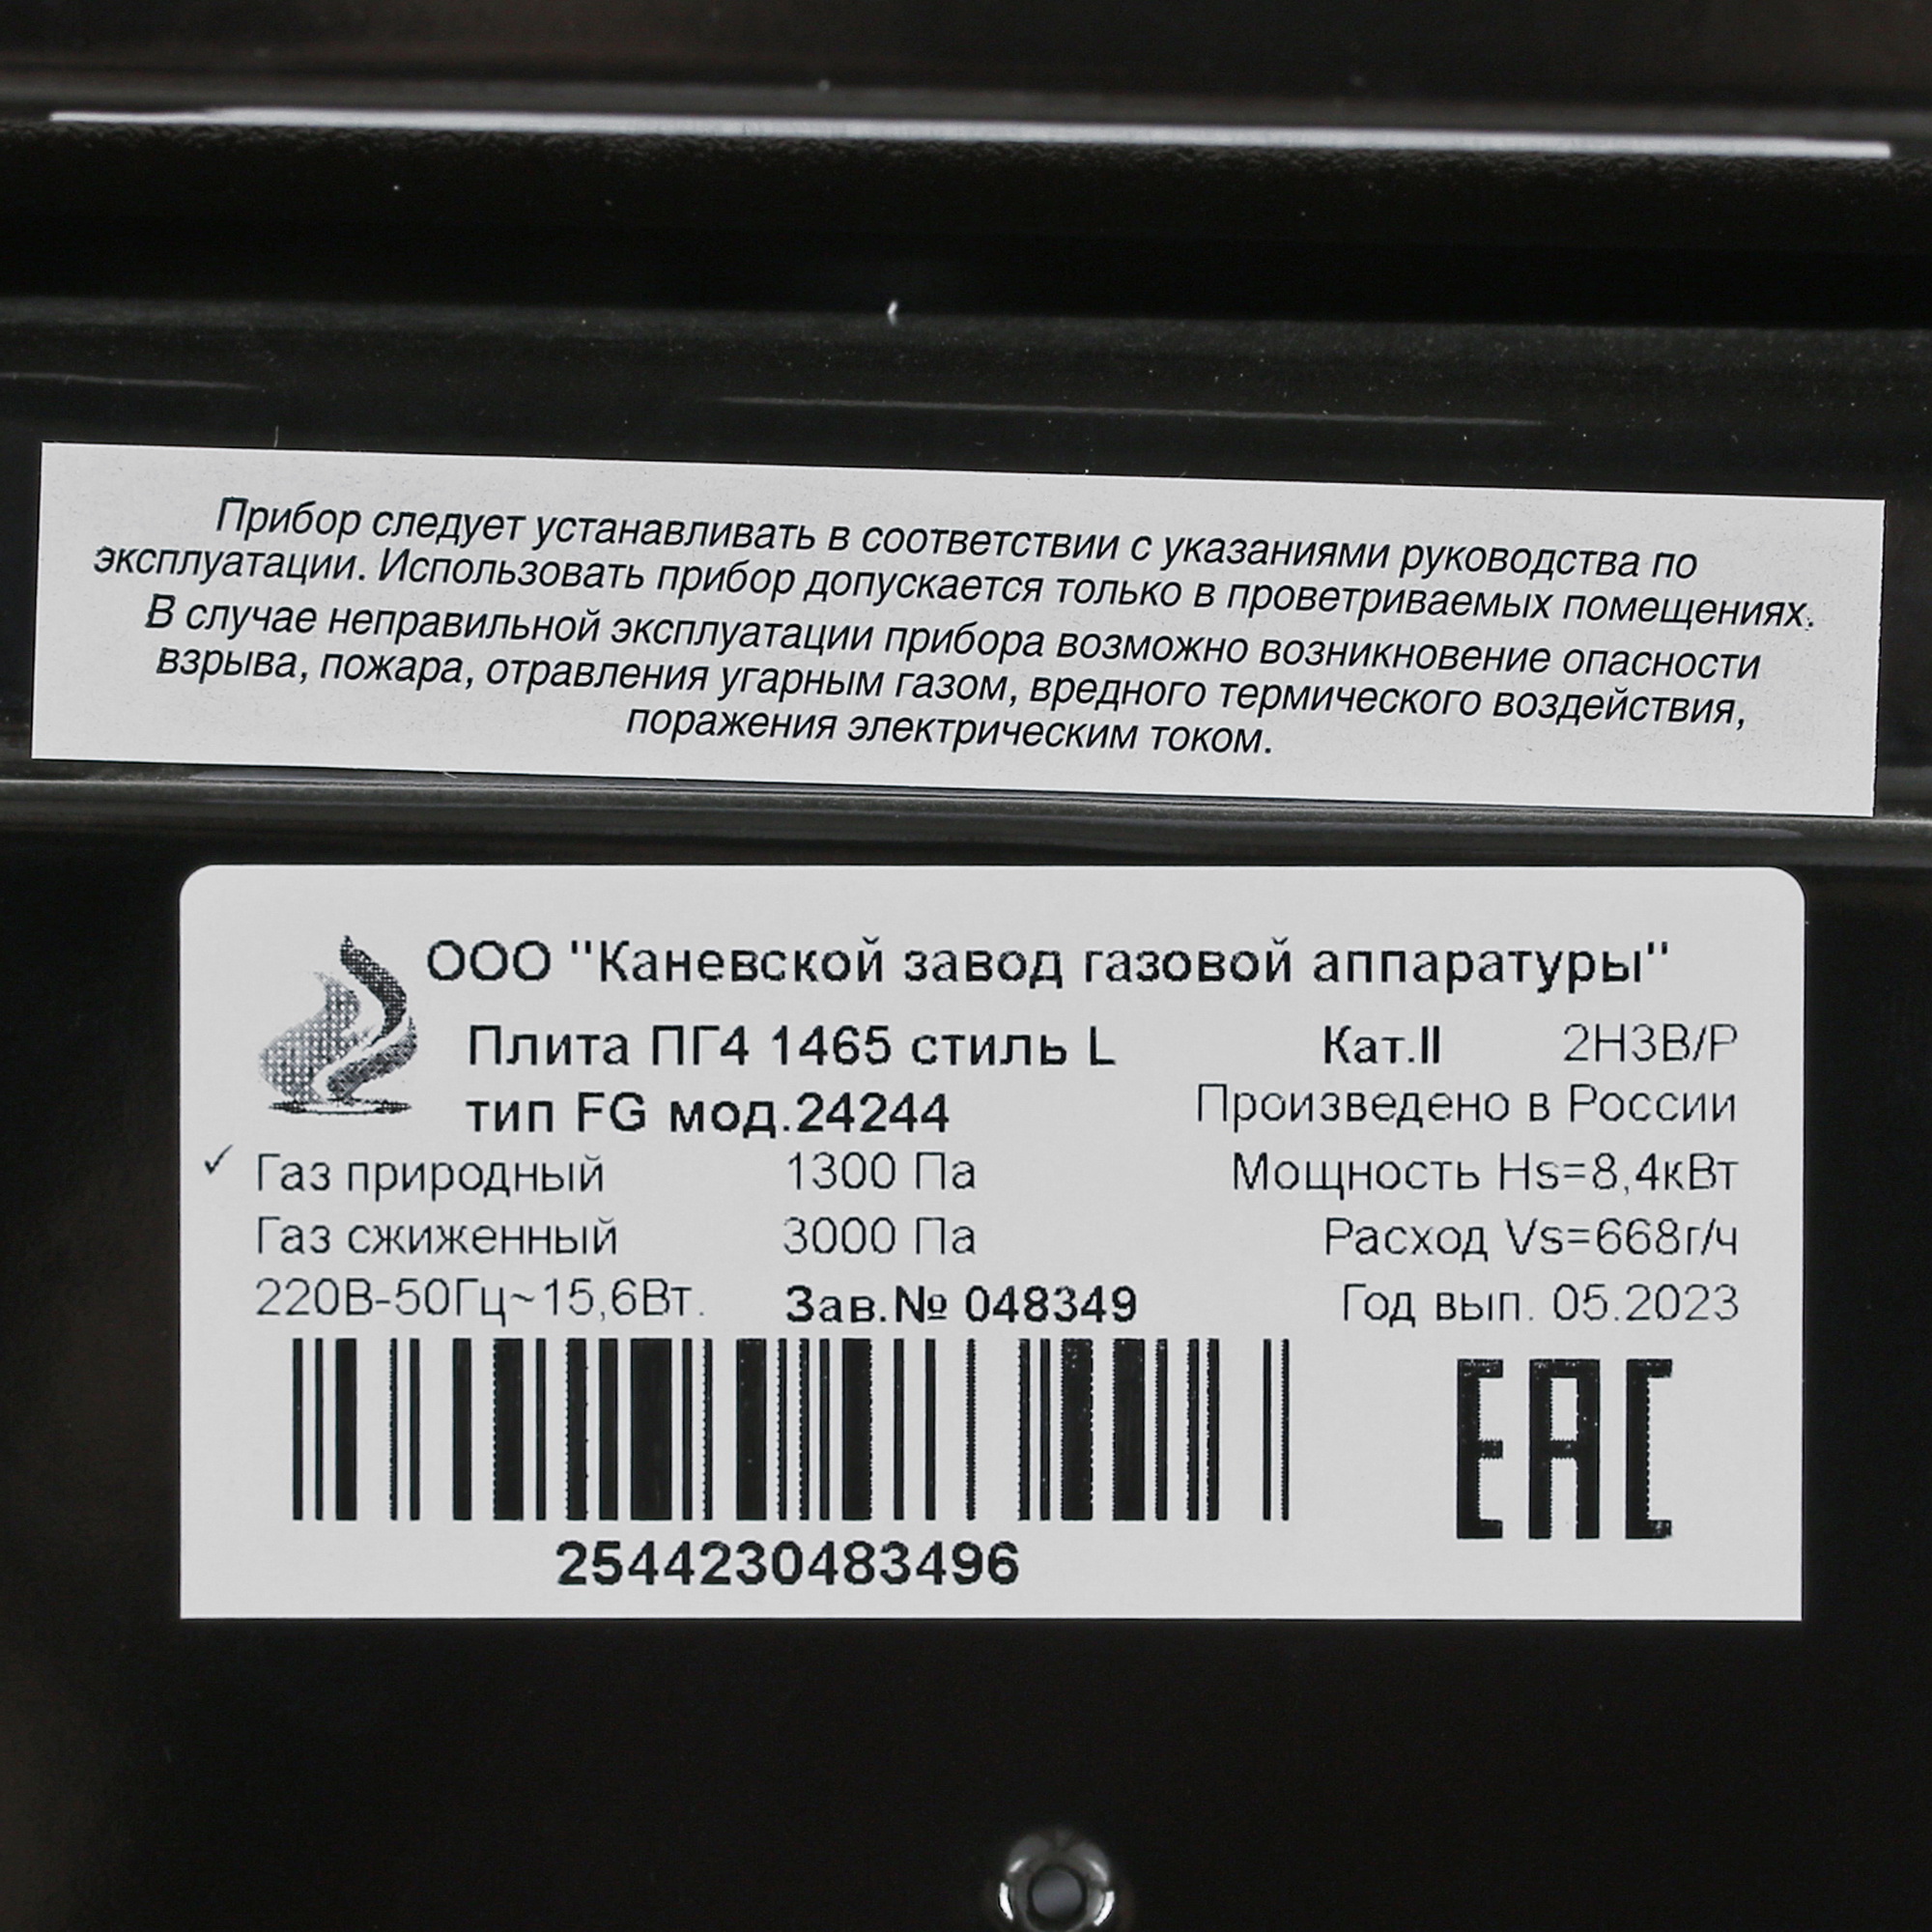 Прибор следует устанавливать в соответствии с указаниями руководства по
эксплуатации. Использовать прибор допускается только в проветриваемых помещениях.
В случае неправильной эксплуатации прибора возможно возникновение опасности
взрыва, пожара, отравления угарным газом, вредного термического воздействия,
поражения электрическим током.
ООО "Каневской завод газовой аппаратуры"
Плита ПГ4 1465 стиль L Кат.II 2Н3В/Р
тип FG мод.24244 Произведено в России
✓ Газ природный 1300 Па Мощность Hs=8,4кВт
Газ сжиженный 3000 Па Расход Vs=668г/ч
220В-50Гц~15,6Вт. Зав.№ 048349 Год вып. 05.2023
EAC
2544230483496